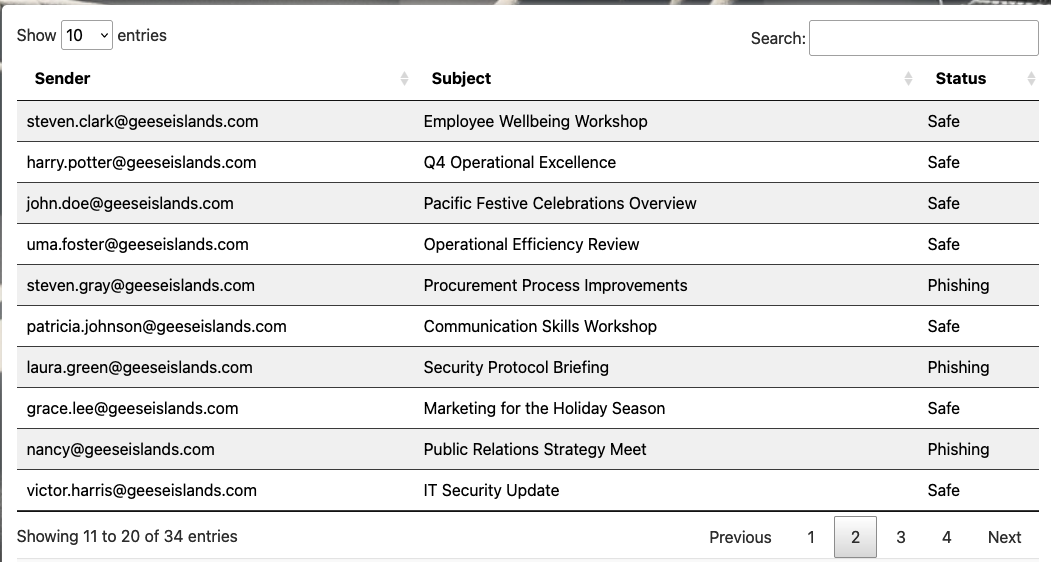 Show 10 entries Search:
Sender Subject Status
steven.clark@geeseislands.com Employee Wellbeing Workshop Safe
harry.potter@geeseislands.com Q4 Operational Excellence Safe
john.doe@geeseislands.com Pacific Festive Celebrations Overview Safe
uma.foster@geeseislands.com Operational Efficiency Review Safe
steven.gray@geeseislands.com Procurement Process Improvements Phishing
patricia.johnson@geeseislands.com Communication Skills Workshop Safe
laura.green@geeseislands.com Security Protocol Briefing Phishing
grace.lee@geeseislands.com Marketing for the Holiday Season Safe
nancy@geeseislands.com Public Relations Strategy Meet Phishing
victor.harris@geeseislands.com IT Security Update Safe
Showing 11 to 20 of 34 entries Previous 1 2 3 4 Next